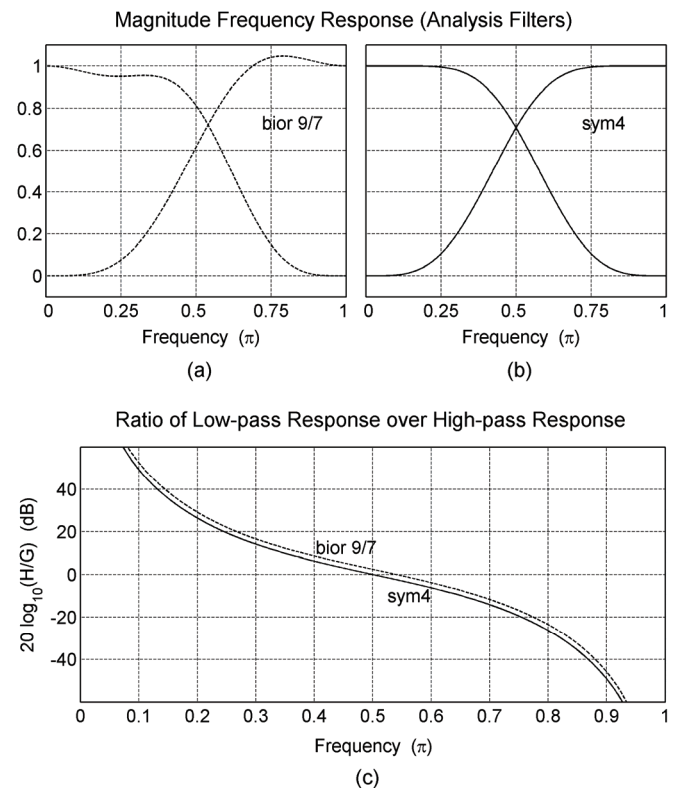 Magnitude Frequency Response (Analysis Filters)
1
0.8
0.6
0.4
0.2
0
bior 9/7
sym4
0 0.25 0.5 0.75 1
0 0.25 0.5 0.75 1
Frequency (π)
Frequency (π)
(a)
(b)
Ratio of Low-pass Response over High-pass Response
20 log10(H/G) (dB)
40
20
0
-20
-40
bior 9/7
sym4
0 0.1 0.2 0.3 0.4 0.5 0.6 0.7 0.8 0.9 1
Frequency (π)
(c)